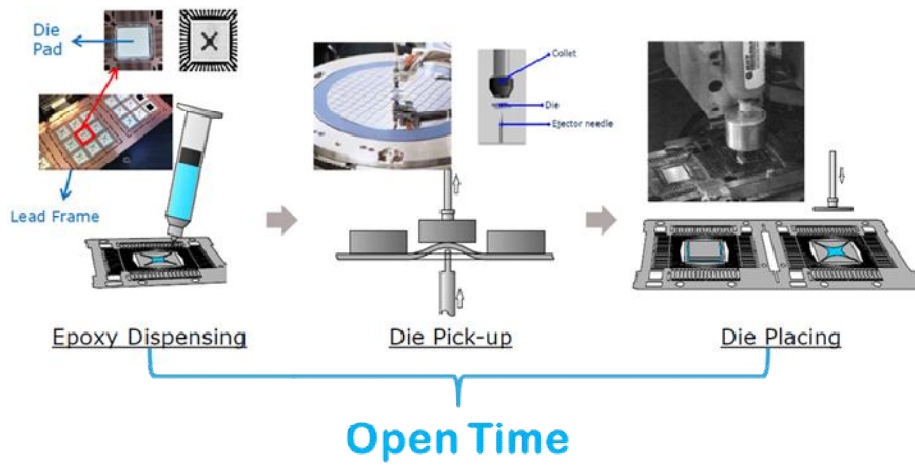 Die
Pad
Lead Frame
Collet
Die
Ejector needle
Epoxy Dispensing
Die Pick-up
Die Placing
Open Time